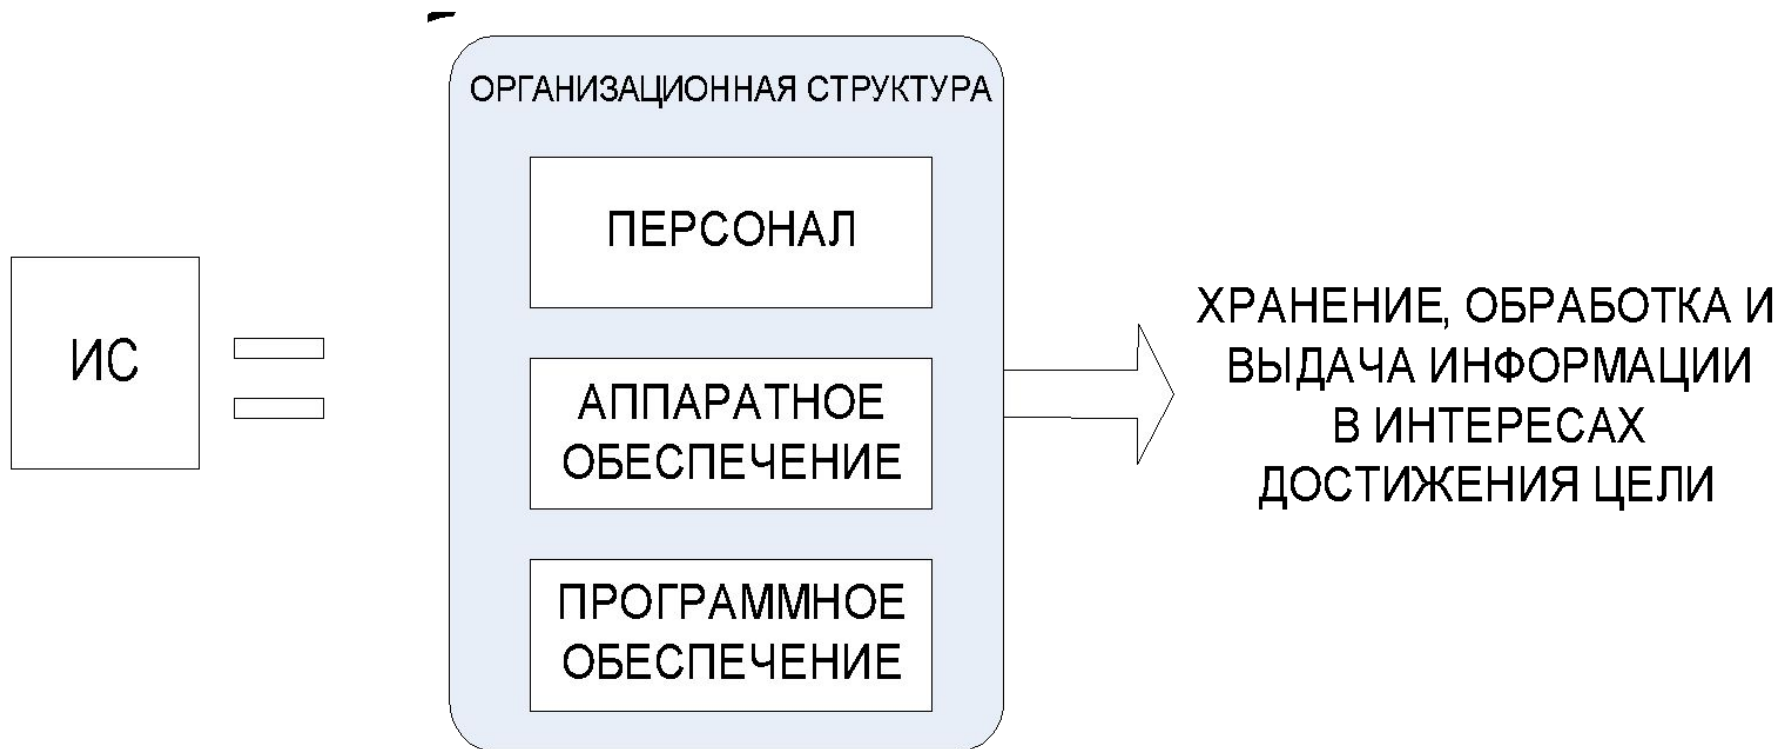 ОРГАНИЗАЦИОННАЯ СТРУКТУРА
ПЕРСОНАЛ
ИС
АППАРАТНОЕ
ОБЕСПЕЧЕНИЕ
ПРОГРАММНОЕ
ОБЕСПЕЧЕНИЕ
ХРАНЕНИЕ, ОБРАБОТКА И
ВЫДАЧА ИНФОРМАЦИИ
В ИНТЕРЕСАХ
ДОСТИЖЕНИЯ ЦЕЛИ